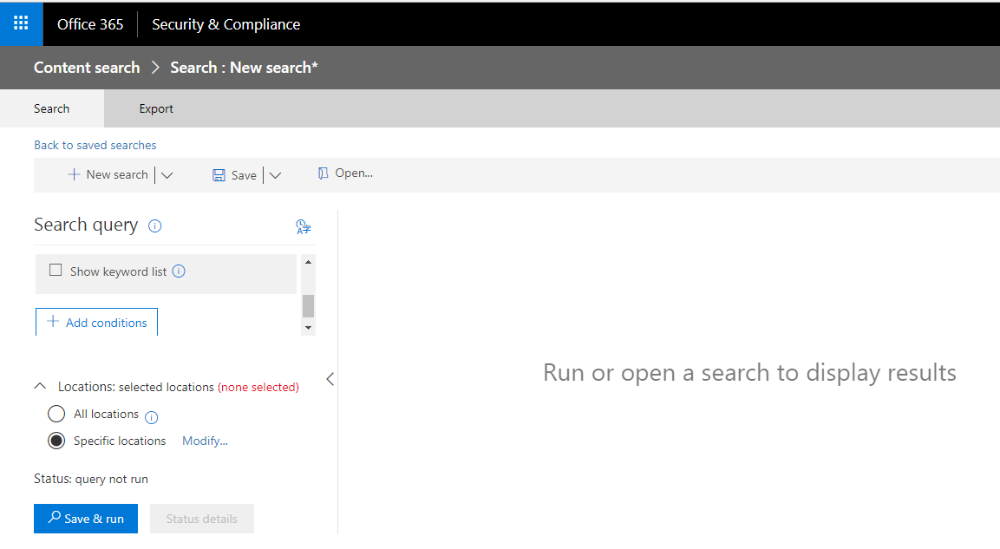 Office 365 Security & Compliance
Content search > Search : New search*
Search Export
Back to saved searches
+ New search Save Open...
Search query
Show keyword list
+ Add conditions
Locations: selected locations (none selected)
All locations
Specific locations Modify...
Status: query not run
Save & run Status details
Run or open a search to display results